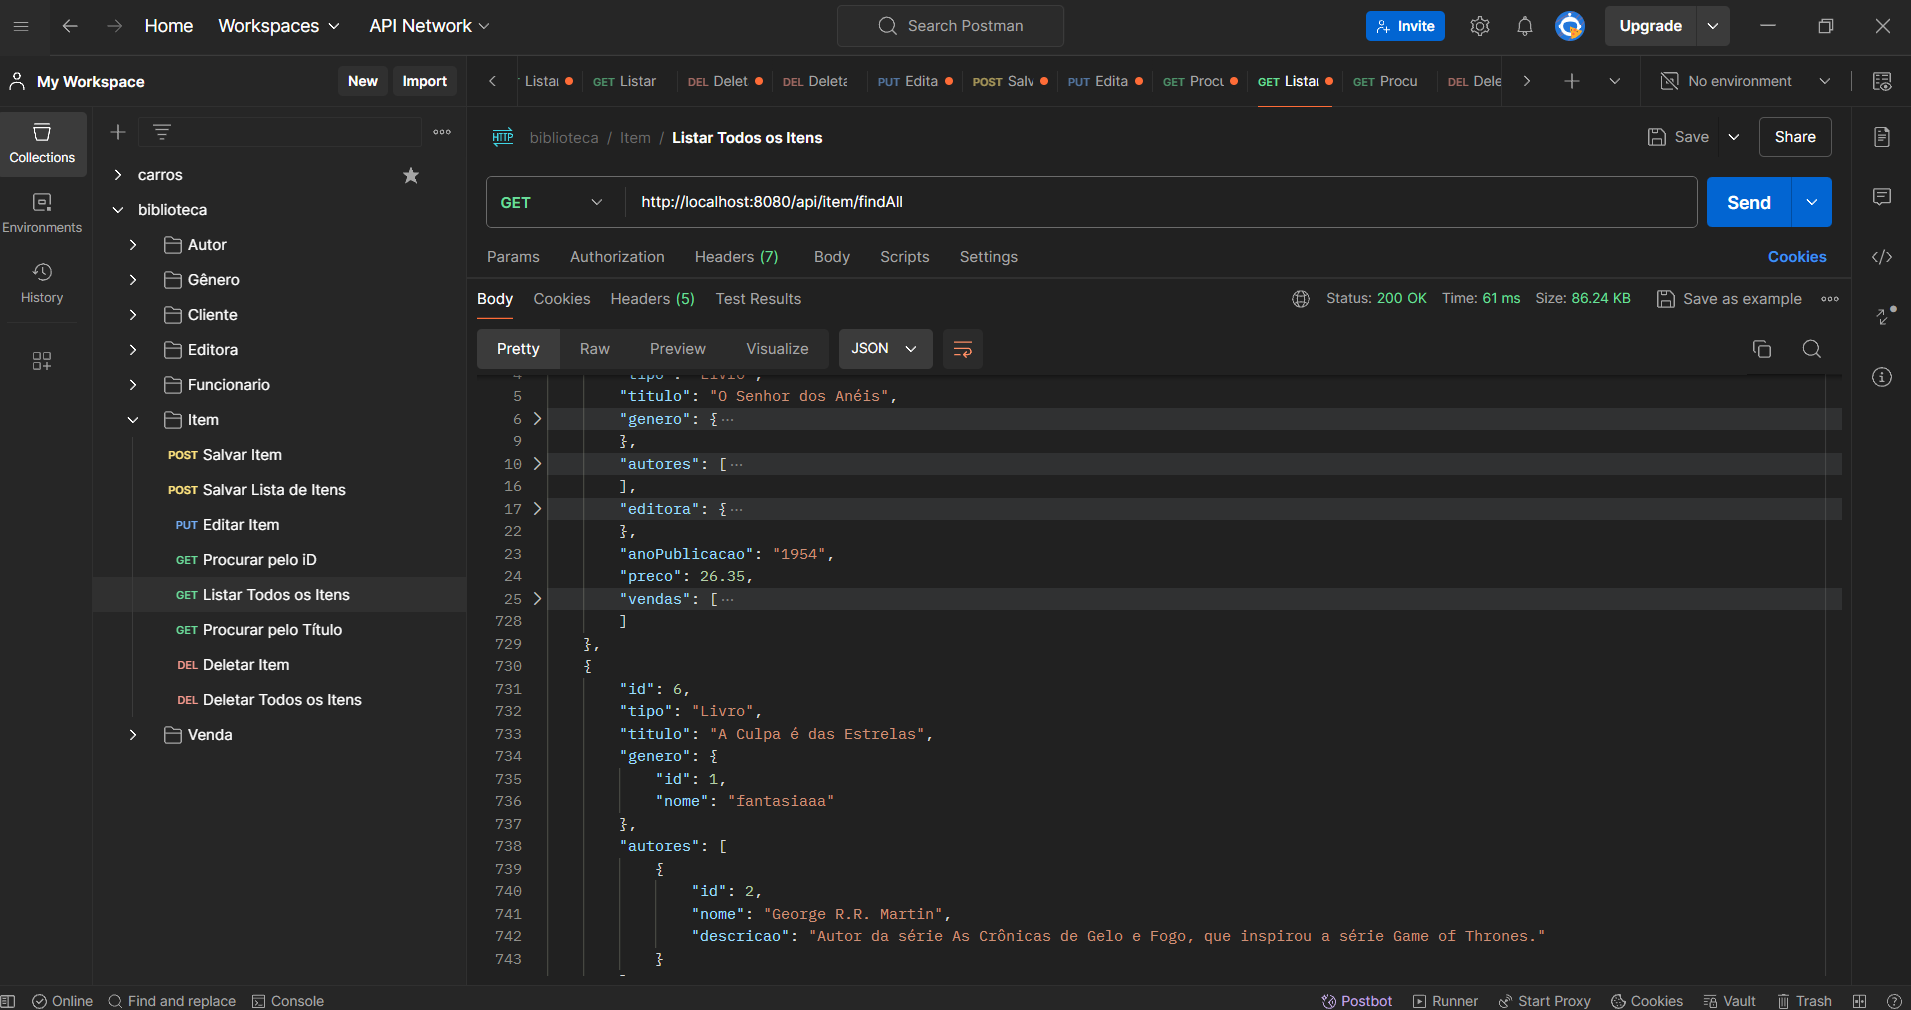 Home Workspaces API Network Search Postman Invite Upgrade
My Workspace New Import
Listar GET Listar DEL Delet DEL Deleta PUT Edita POST Salv PUT Edita GET Procu GET Listar GET Procu DEL Dele No environment
Collections
Environments
History
carros
biblioteca
Autor
Gênero
Cliente
Editora
Funcionario
Item
POST Salvar Item
POST Salvar Lista de Itens
PUT Editar Item
GET Procurar pelo iD
GET Listar Todos os Itens
GET Procurar pelo Título
DEL Deletar Item
DEL Deletar Todos os Itens
Venda
HTTP biblioteca / Item / Listar Todos os Itens Save Share
GET http://localhost:8080/api/item/findAll Send
Params Authorization Headers (7) Body Scripts Settings Cookies
Body Cookies Headers (5) Test Results Status: 200 OK Time: 61 ms Size: 86.24 KB Save as example
Pretty Raw Preview Visualize JSON
4 "tipo": "Livro",
5 "titulo": "O Senhor dos Anéis",
6 "genero": {···
9 },
10 "autores": [···
16 ],
17 "editora": {···
22 },
23 "anoPublicacao": "1954",
24 "preco": 26.35,
25 "vendas": [···
728 ]
729 },
730 {
731 "id": 6,
732 "tipo": "Livro",
733 "titulo": "A Culpa é das Estrelas",
734 "genero": {
735 "id": 1,
736 "nome": "fantasiaaa"
737 },
738 "autores": [
739 {
740 "id": 2,
741 "nome": "George R.R. Martin",
742 "descricao": "Autor da série As Crônicas de Gelo e Fogo, que inspirou a série Game of Thrones."
743 }
Online Find and replace Console Postbot Runner Start Proxy Cookies Vault Trash